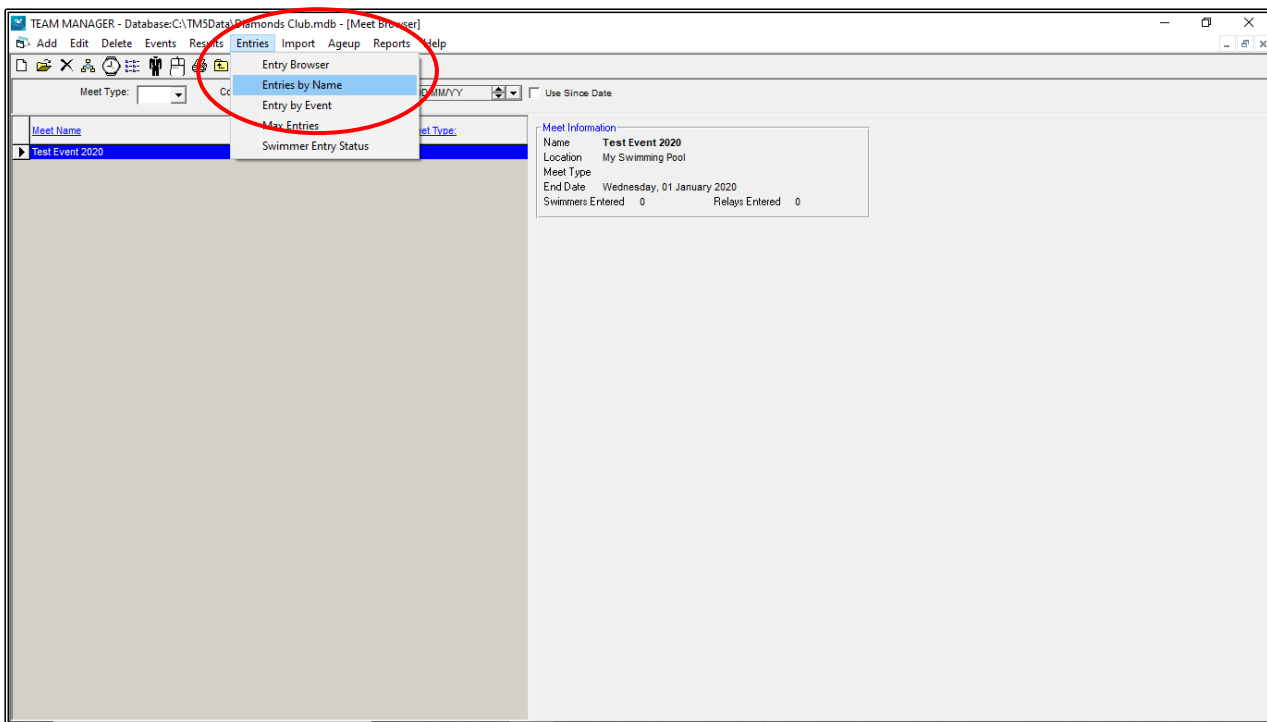 TEAM MANAGER - Database:C:\TM5Data\Diamonds Club.mdb - [Meet Browser]
Add Edit Delete Events Results Entries Import Ageup Reports Help
Entry Browser
Entries by Name
Entry by Event
Max Entries
Swimmer Entry Status
Meet Type: Co D/MM/YY Use Since Date
Meet Name eet Type:
Test Event 2020
Meet Information
Name Test Event 2020
Location My Swimming Pool
Meet Type
End Date Wednesday, 01 January 2020
Swimmers Entered 0 Relays Entered 0